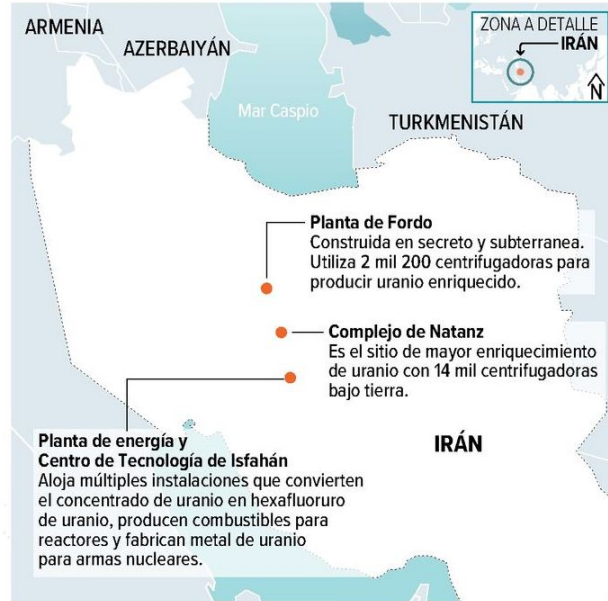 ARMENIA
AZERBAIYÁN
Mar Caspio
TURKMENISTÁN
ZONA A DETALLE
IRÁN
N
Planta de Fordo
Construida en secreto y subterranea.
Utiliza 2 mil 200 centrifugadoras para
producir uranio enriquecido.
Complejo de Natanz
Es el sitio de mayor enriquecimiento
de uranio con 14 mil centrifugadoras
bajo tierra.
IRÁN
Planta de energía y
Centro de Tecnología de Isfahán
Aloja múltiples instalaciones que convierten
el concentrado de uranio en hexafluoruro
de uranio, producen combustibles para
reactores y fabrican metal de uranio
para armas nucleares.